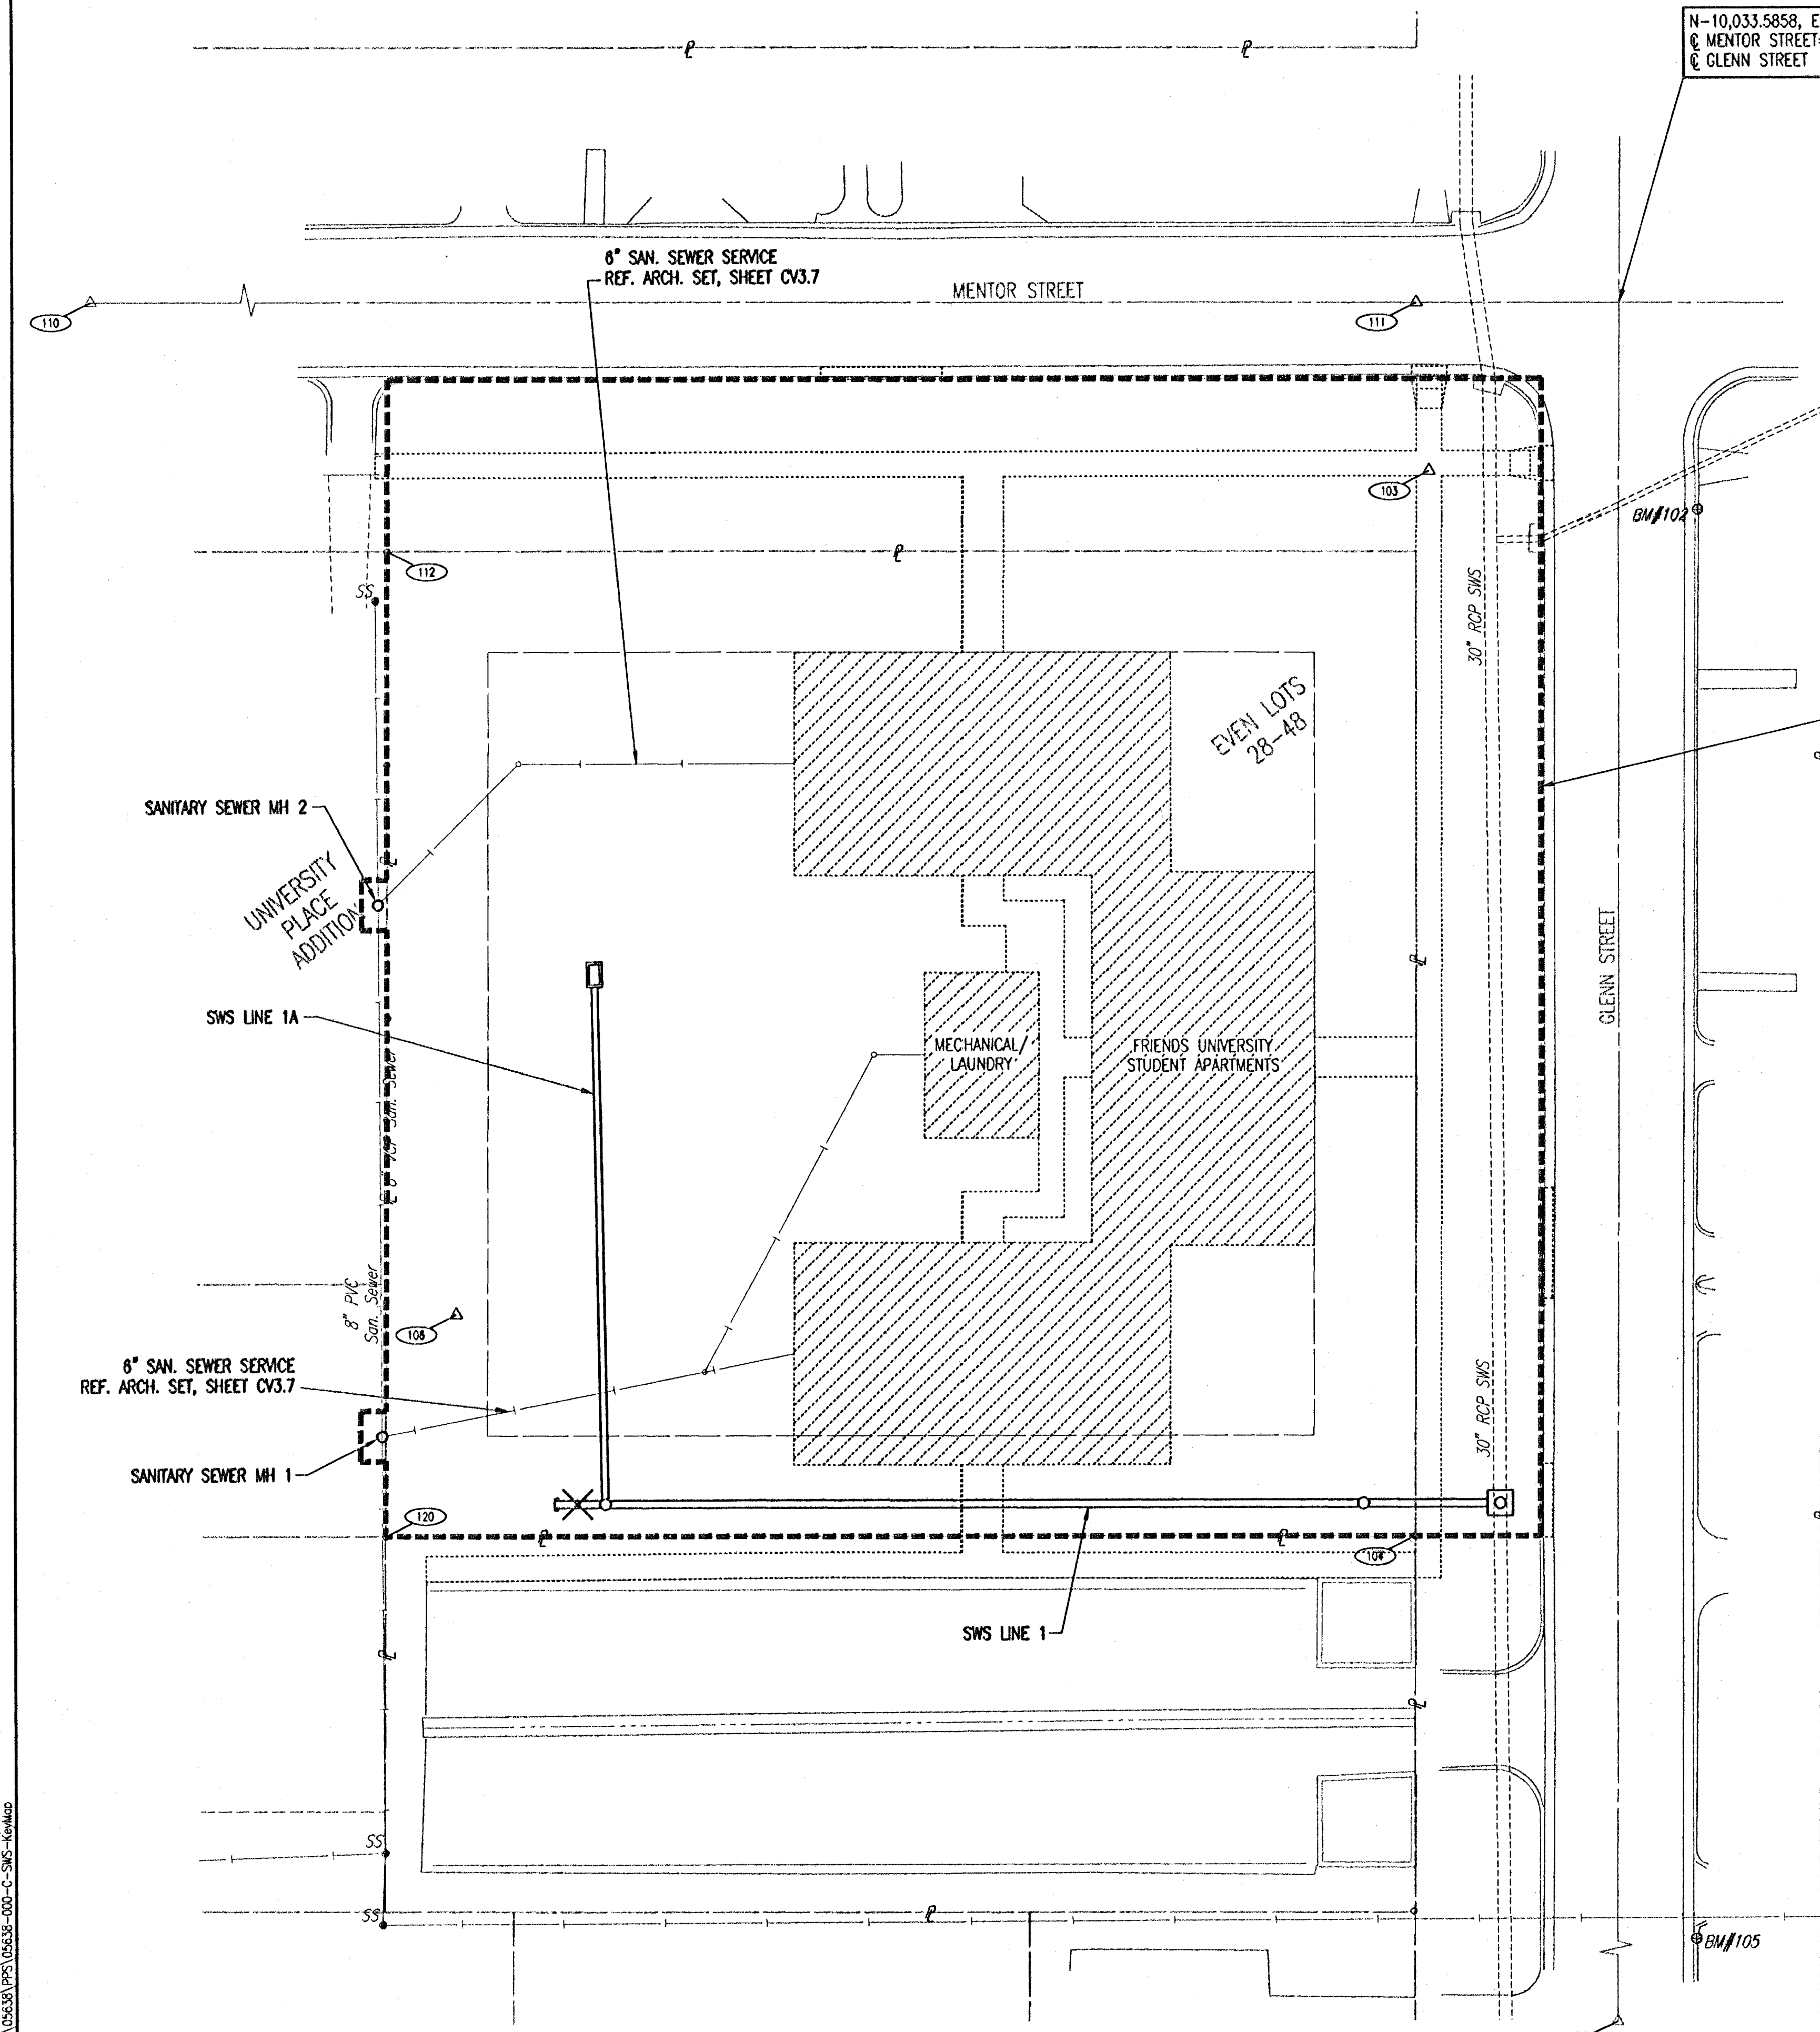 N-10,033.5858, E
℄ MENTOR STREET=
℄ GLENN STREET
℄
℄
6" SAN. SEWER SERVICE
REF. ARCH. SET, SHEET CV3.7
MENTOR STREET
110
111
103
BM#102
℄
112
SS
30" RCP SWS
EVEN LOTS
28-48
SANITARY SEWER MH 2
UNIVERSITY
PLACE
ADDITION
GLENN STREET
SWS LINE 1A
MECHANICAL/
LAUNDRY
FRIENDS UNIVERSITY
STUDENT APARTMENTS
VCP San. Sewer
8" PVC
San. Sewer
6" SAN. SEWER SERVICE
REF. ARCH. SET, SHEET CV3.7
30" RCP SWS
SANITARY SEWER MH 1
120
SWS LINE 1
SS
SS
BM#105
\05638\PPS\05638-000-C-SWS-KeyMap